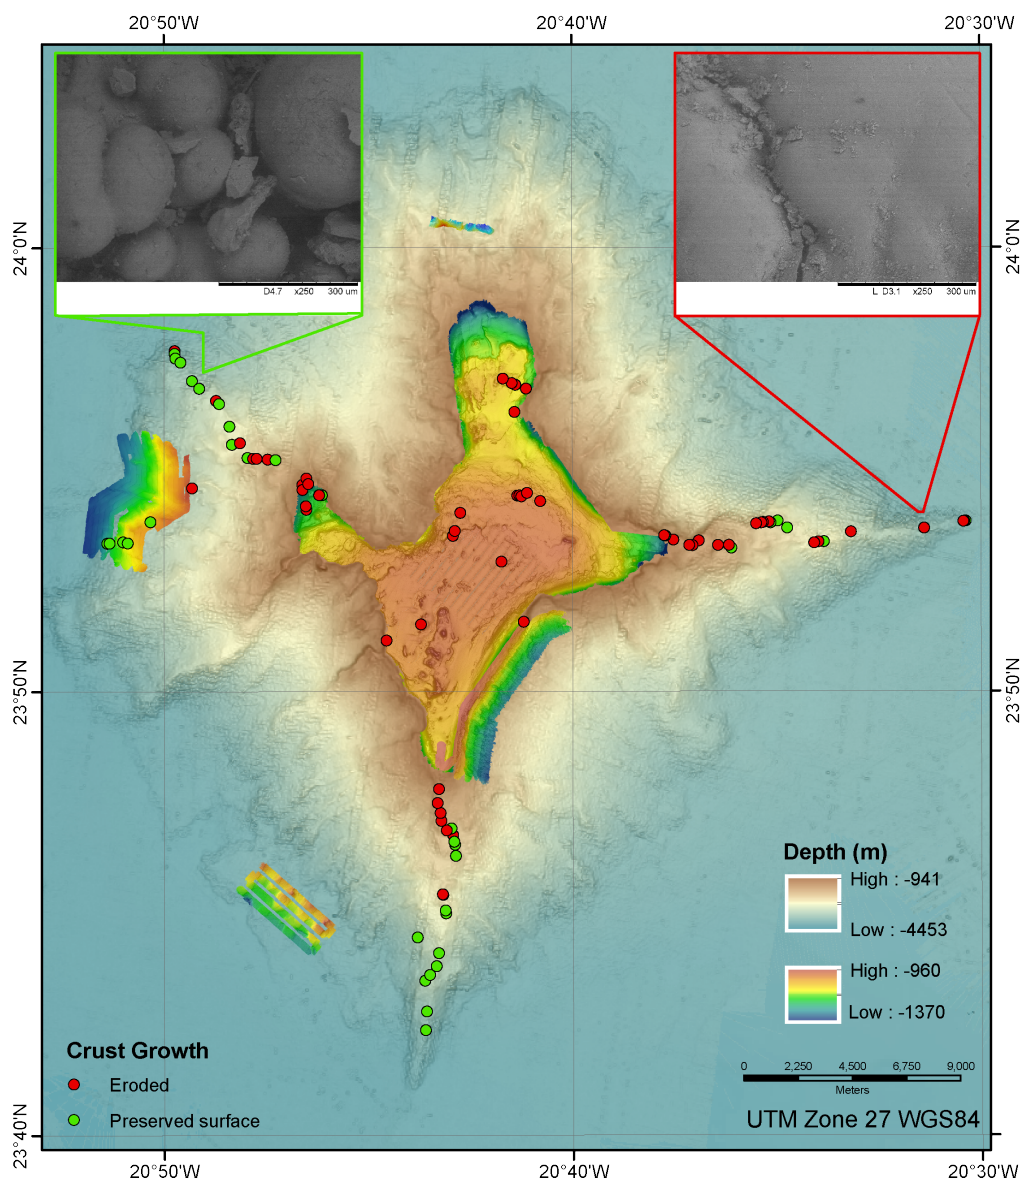 20°50'W 20°40'W 20°30'W
D4.7 x250 300 um
L D3.1 x250 300 um
24°0'N 24°0'N
23°50'N 23°50'N
Depth (m)
High : -941
Low : -4453
High : -960
Low : -1370
Crust Growth
Eroded
Preserved surface
0 2,250 4,500 6,750 9,000
Meters
UTM Zone 27 WGS84
23°40'N
20°50'W 20°40'W 20°30'W